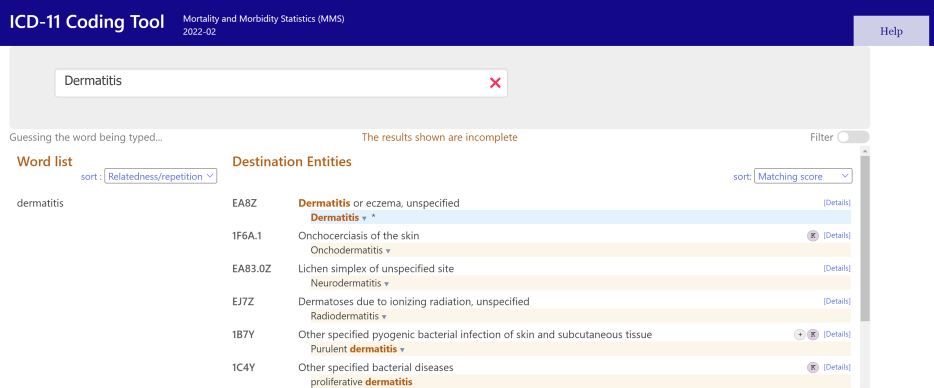 ICD-11 Coding Tool
Mortality and Morbidity Statistics (MMS)
2022-02
Help
Dermatitis
Guessing the word being typed...
The results shown are incomplete
Filter
Word list
sort : Relatedness/repetition
dermatitis
Destination Entities
sort: Matching score
EA8Z Dermatitis or eczema, unspecified [Details]
Dermatitis *
1F6A.1 Onchocerciasis of the skin K [Details]
Onchodermatitis
EA83.0Z Lichen simplex of unspecified site [Details]
Neurodermatitis
EJ7Z Dermatoses due to ionizing radiation, unspecified [Details]
Radiodermatitis
1B7Y Other specified pyogenic bacterial infection of skin and subcutaneous tissue + K [Details]
Purulent dermatitis
1C4Y Other specified bacterial diseases K [Details]
proliferative dermatitis